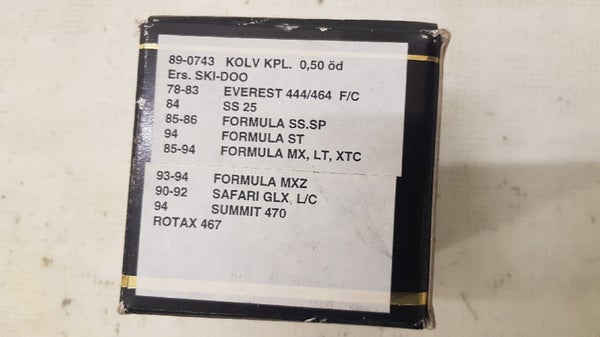 89-0743 KOLV KPL. 0,50 öd
Ers. SKI-DOO
78-83 EVEREST 444/464 F/C
84 SS 25
85-86 FORMULA SS.SP
94 FORMULA ST
85-94 FORMULA MX, LT, XTC
93-94 FORMULA MXZ
90-92 SAFARI GLX, L/C
94 SUMMIT 470
ROTAX 467